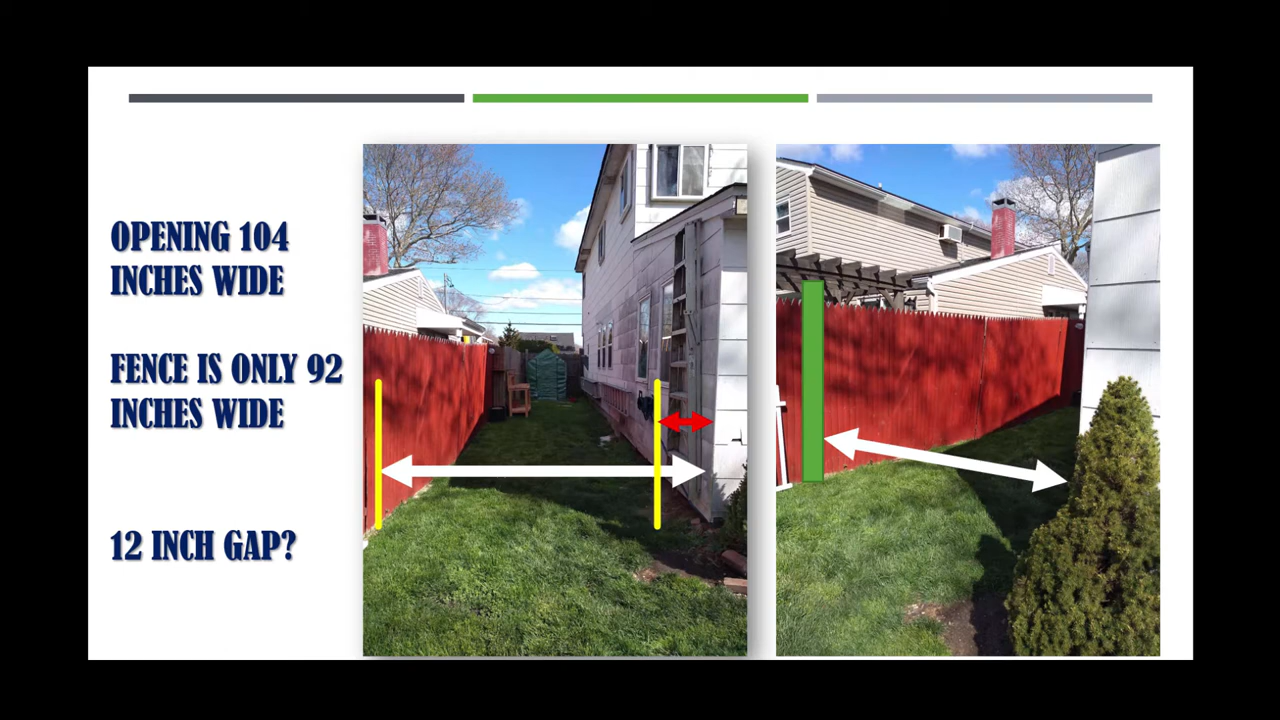 OPENING 104
INCHES WIDE
FENCE IS ONLY 92
INCHES WIDE
12 INCH GAP?